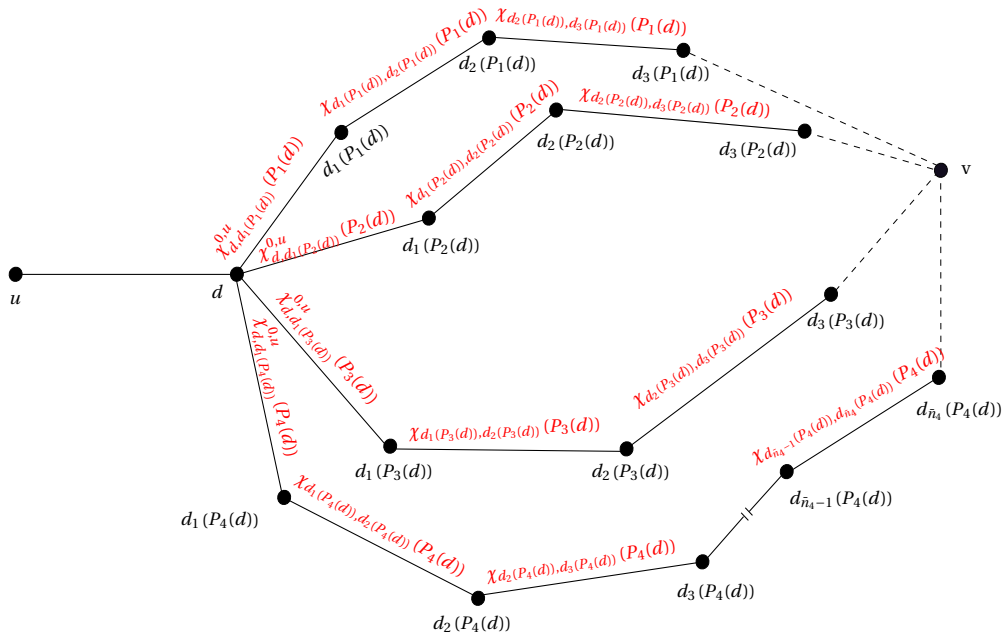 χ_{d_2(P_1(d)),d_3(P_1(d))}(P_1(d))
χ_{d_1(P_1(d)),d_2(P_1(d))}(P_1(d))
d_2(P_1(d))
d_3(P_1(d))
χ_{d_2(P_2(d)),d_3(P_2(d))}(P_2(d))
χ_{d_1(P_2(d)),d_2(P_2(d))}(P_2(d))
d_1(P_1(d))
d_2(P_2(d))
d_3(P_2(d))
v
χ^{0,u}_{d,d_1(P_1(d))}(P_1(d))
χ^{0,u}_{d,d_1(P_2(d))}(P_2(d))
d_1(P_2(d))
u
d
χ^{0,u}_{d,d_1(P_3(d))}(P_3(d))
χ^{0,u}_{d,d_1(P_4(d))}(P_4(d))
χ_{d_2(P_3(d)),d_3(P_3(d))}(P_3(d))
d_3(P_3(d))
χ_{d_1(P_3(d)),d_2(P_3(d))}(P_3(d))
d_1(P_3(d))
d_2(P_3(d))
χ_{d_{n̄_4-1}(P_4(d)),d_{n̄_4}(P_4(d))}(P_4(d))
d_{n̄_4}(P_4(d))
d_{n̄_4-1}(P_4(d))
d_1(P_4(d))
χ_{d_1(P_4(d)),d_2(P_4(d))}(P_4(d))
χ_{d_2(P_4(d)),d_3(P_4(d))}(P_4(d))
d_3(P_4(d))
d_2(P_4(d))